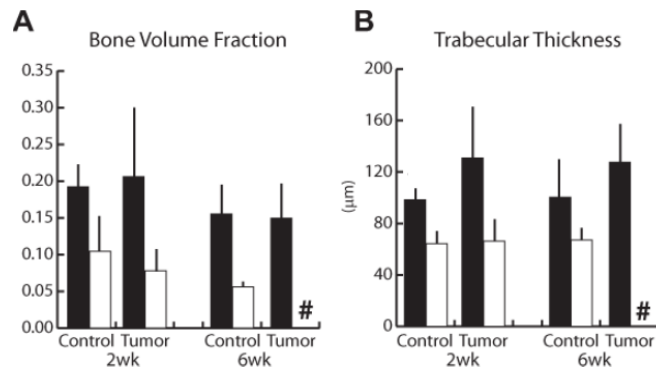 A
Bone Volume Fraction
0.35
0.30
0.25
0.20
0.15
0.10
0.05
0.00
#
Control Tumor Control Tumor
2wk 6wk
B
Trabecular Thickness
200
160
120
80
40
0
(μm)
#
Control Tumor Control Tumor
2wk 6wk